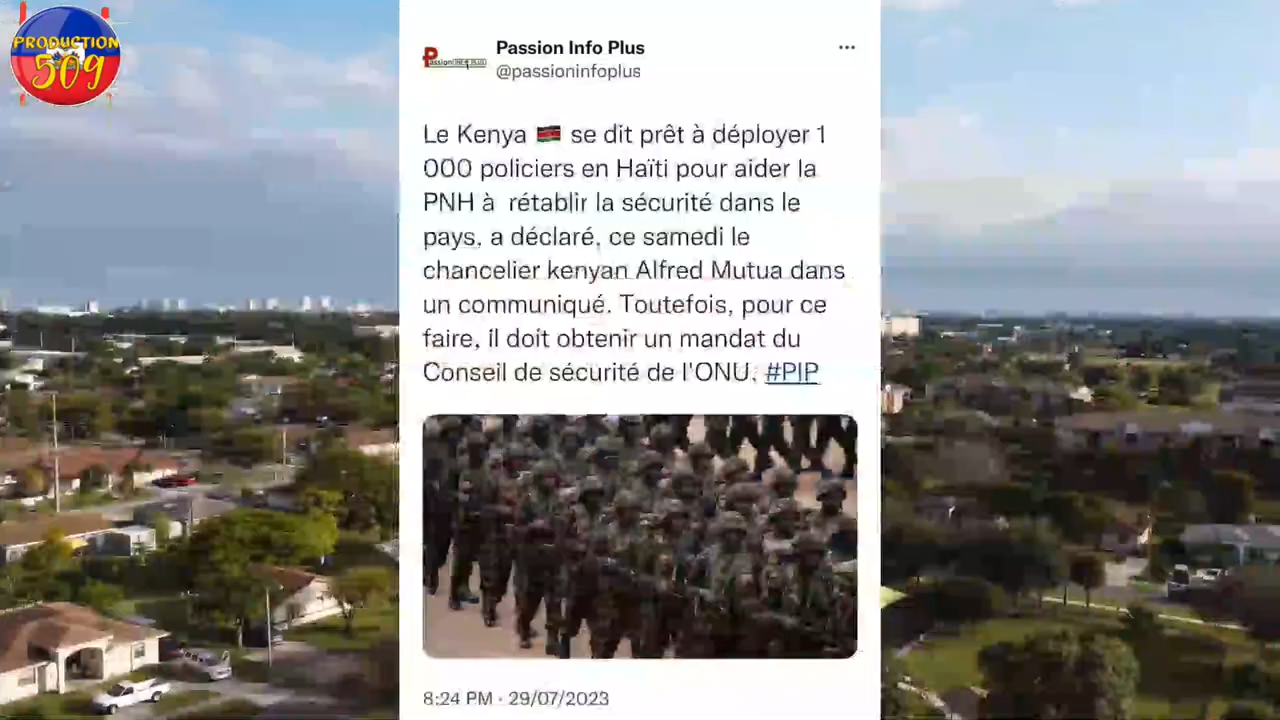 PRODUCTION
509
Passion Info Plus
Passion INFO PLUS
@passioninfoplus
Le Kenya 🇰🇪 se dit prêt à déployer 1
000 policiers en Haïti pour aider la
PNH à rétablir la sécurité dans le
pays, a déclaré, ce samedi le
chancelier kenyan Alfred Mutua dans
un communiqué. Toutefois, pour ce
faire, il doit obtenir un mandat du
Conseil de sécurité de l'ONU. #PIP
8:24 PM · 29/07/2023